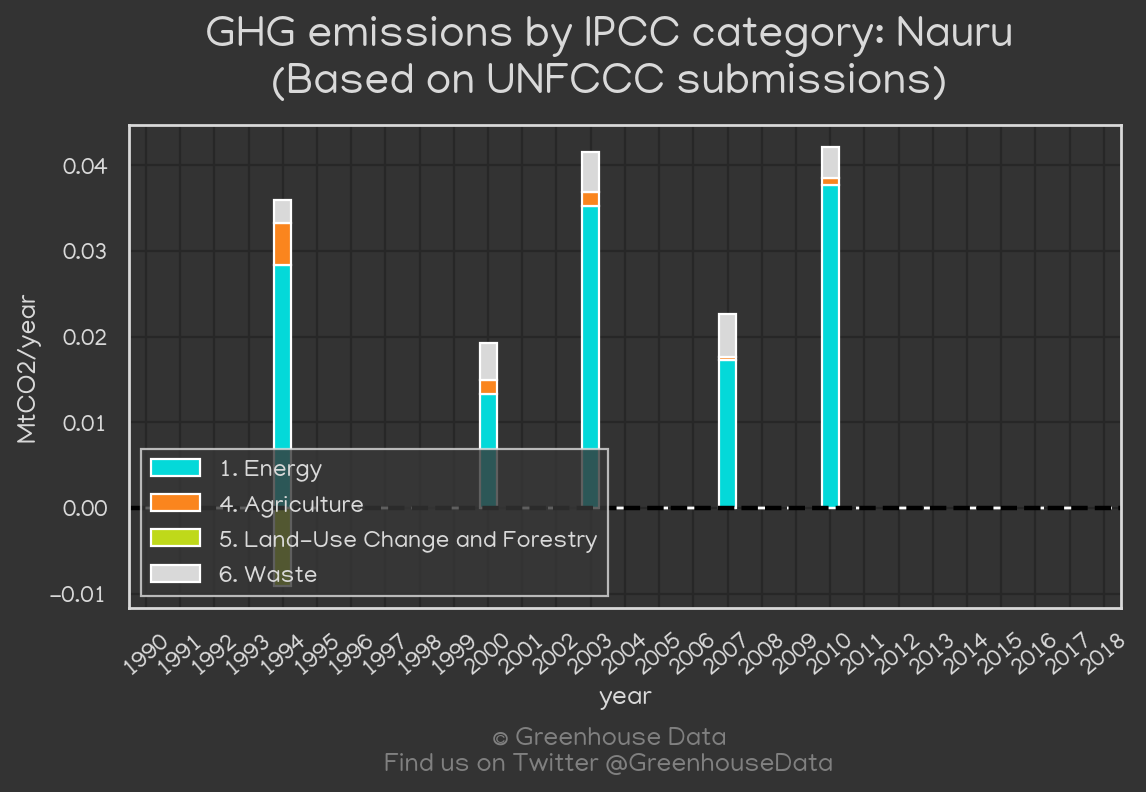 GHG emissions by IPCC category: Nauru
(Based on UNFCCC submissions)
0.04
0.03
0.02
0.01
0.00
-0.01
MtCO2/year
1. Energy
4. Agriculture
5. Land-Use Change and Forestry
6. Waste
1990 1991 1992 1993 1994 1995 1996 1997 1998 1999 2000 2001 2002 2003 2004 2005 2006 2007 2008 2009 2010 2011 2012 2013 2014 2015 2016 2017 2018
year
© Greenhouse Data
Find us on Twitter @GreenhouseData